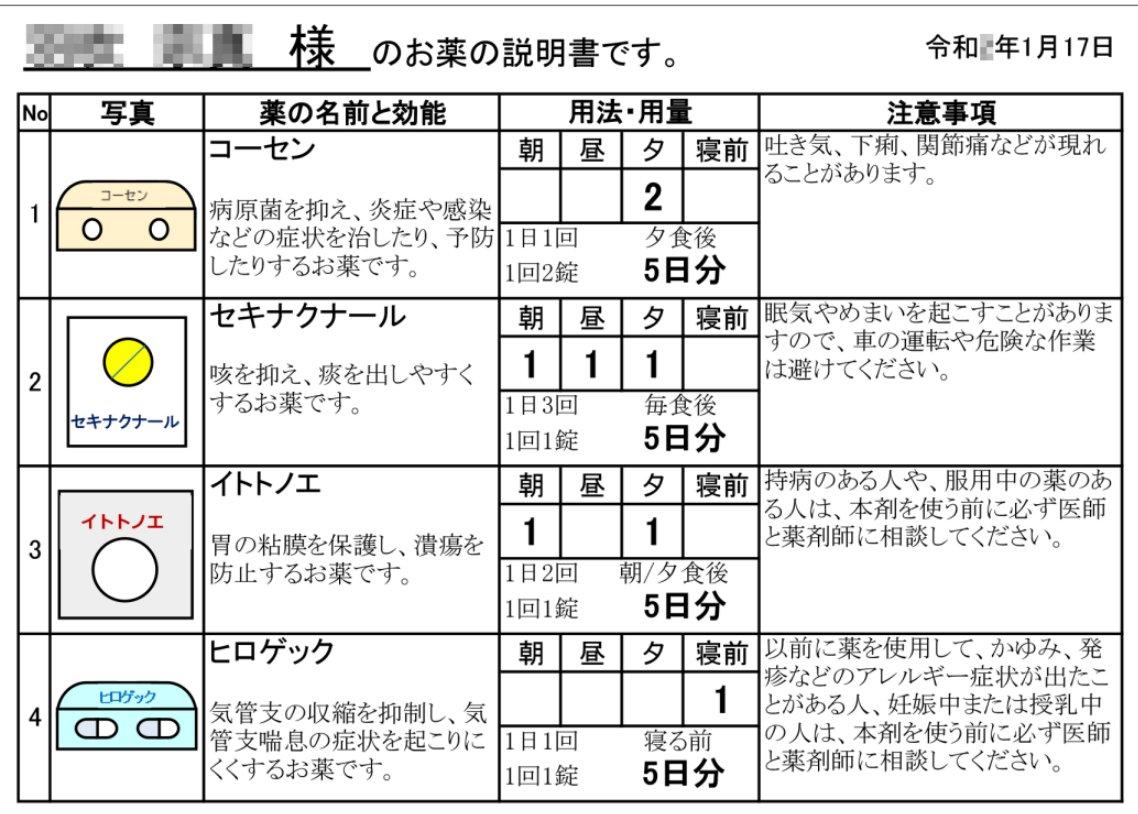 様 のお薬の説明書です。
令和 年1月17日
No 写真 薬の名前と効能 用法・用量 注意事項
1
コーセン
コーセン
病原菌を抑え、炎症や感染
などの症状を治したり、予防
したりするお薬です。
朝 昼 夕 寝前
2
1日1回 夕食後
1回2錠 5日分
吐き気、下痢、関節痛などが現れ
ることがあります。
2
セキナクナール
セキナクナール
咳を抑え、痰を出しやすく
するお薬です。
朝 昼 夕 寝前
1 1 1
1日3回 毎食後
1回1錠 5日分
眠気やめまいを起こすことがありま
すので、車の運転や危険な作業
は避けてください。
3
イトトノエ
イトトノエ
胃の粘膜を保護し、潰瘍を
防止するお薬です。
朝 昼 夕 寝前
1 1
1日2回 朝/夕食後
1回1錠 5日分
持病のある人や、服用中の薬のあ
る人は、本剤を使う前に必ず医師
と薬剤師に相談してください。
4
ヒロゲック
ヒロゲック
気管支の収縮を抑制し、気
管支喘息の症状を起こりに
くくするお薬です。
朝 昼 夕 寝前
1
1日1回 寝る前
1回1錠 5日分
以前に薬を使用して、かゆみ、発
疹などのアレルギー症状が出たこ
とがある人、妊娠中または授乳中
の人は、本剤を使う前に必ず医師
と薬剤師に相談してください。